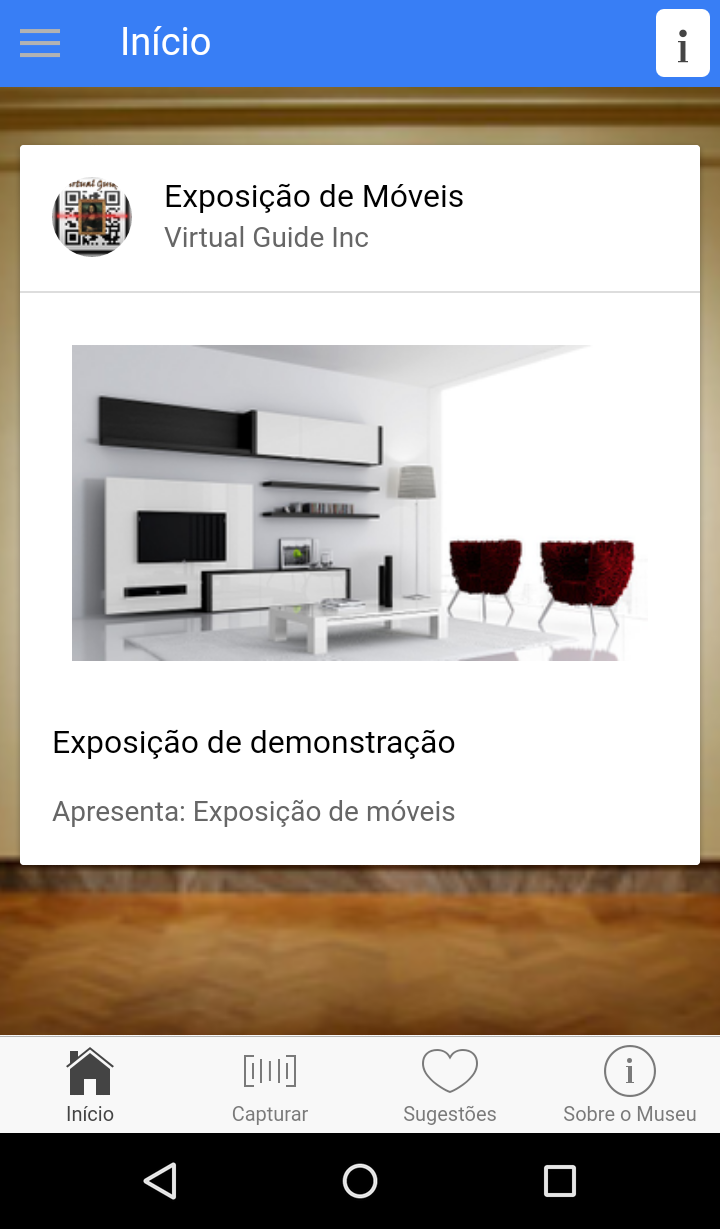 Início
Exposição de Móveis
Virtual Guide Inc
Exposição de demonstração
Apresenta: Exposição de móveis
Início
Capturar
Sugestões
Sobre o Museu